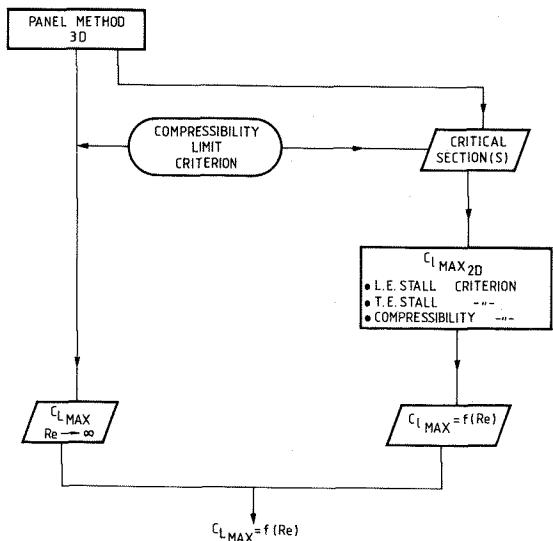 PANEL METHOD
3D
COMPRESSIBILITY
LIMIT
CRITERION
CRITICAL
SECTION(S)
Cl MAX2D
• L.E. STALL CRITERION
• T.E. STALL -"-
• COMPRESSIBILITY -"-
CL MAX
Re → ∞
Cl MAX = f(Re)
CL MAX = f(Re)